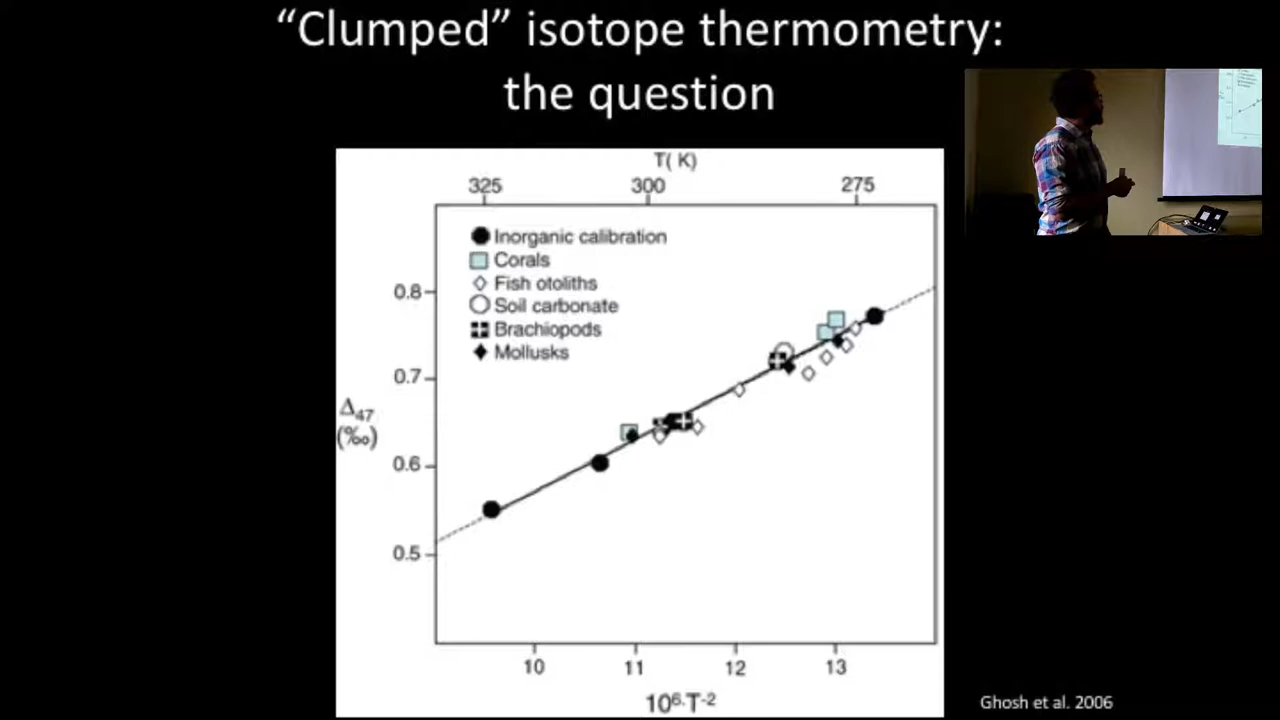 “Clumped” isotope thermometry:
the question
T( K)
325 300 275
Inorganic calibration
Corals
Fish otoliths
Soil carbonate
Brachiopods
Mollusks
0.8
0.7
Δ47
(‰)
0.6
0.5
10 11 12 13
10⁶·T⁻²
Ghosh et al. 2006